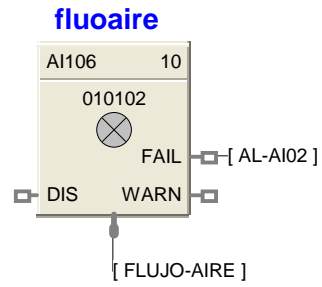 fluoaire
AI106 10
010102
FAIL [ AL-AI02 ]
DIS WARN
[ FLUJO-AIRE ]